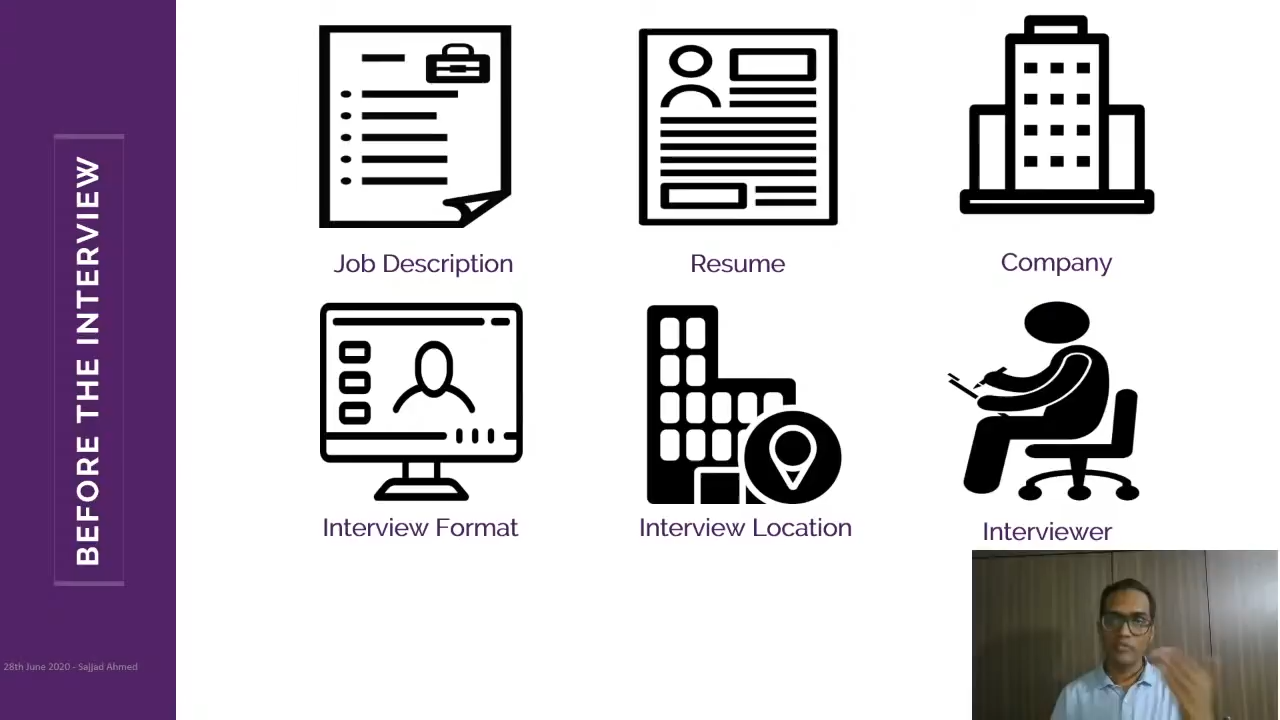 BEFORE THE INTERVIEW
Job Description
Resume
Company
Interview Format
Interview Location
Interviewer
28th June 2020 - Sajjad Ahmed